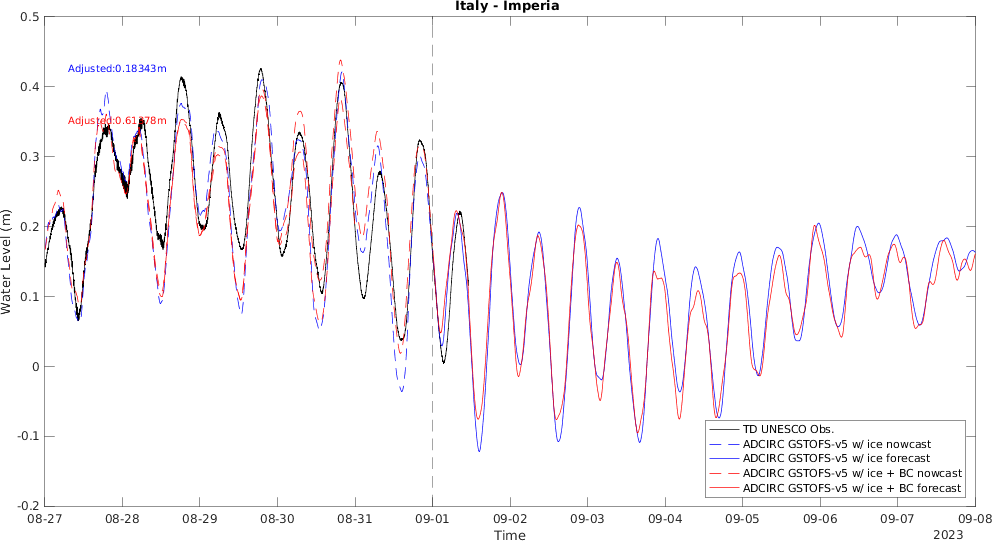 Italy - Imperia
0.5
0.4
0.3
0.2
0.1
0
-0.1
-0.2
Water Level (m)
Adjusted:0.18343m
Adjusted:0.61378m
TD UNESCO Obs.
ADCIRC GSTOFS-v5 w/ ice nowcast
ADCIRC GSTOFS-v5 w/ ice forecast
ADCIRC GSTOFS-v5 w/ ice + BC nowcast
ADCIRC GSTOFS-v5 w/ ice + BC forecast
08-27 08-28 08-29 08-30 08-31 09-01 09-02 09-03 09-04 09-05 09-06 09-07 09-08
Time
2023